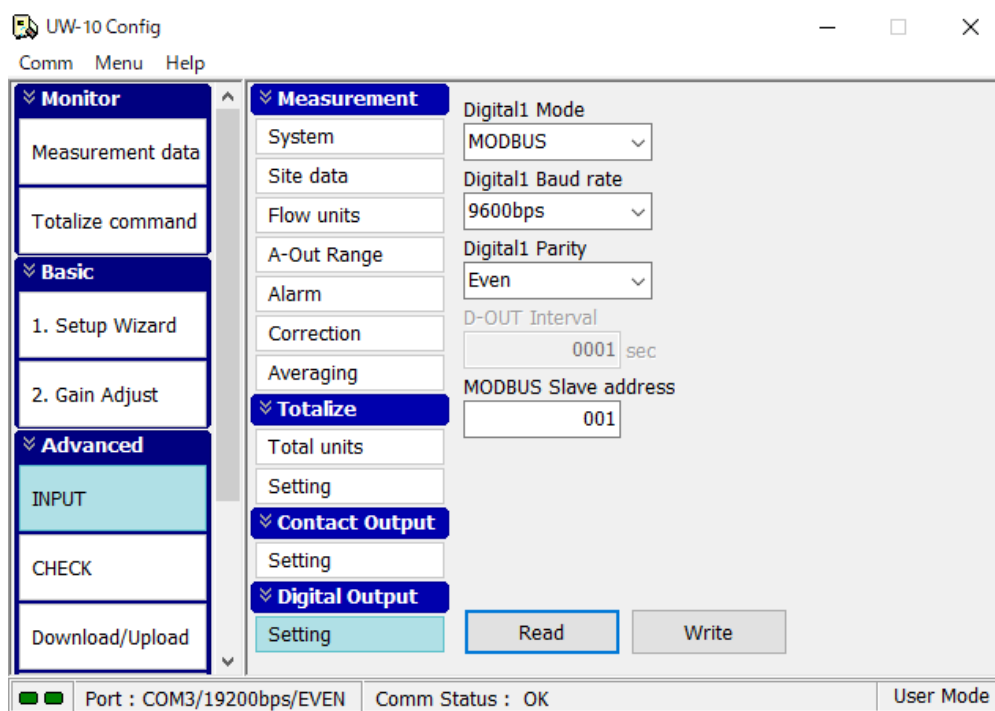 UW-10 Config
Comm Menu Help
Monitor
Measurement data
Totalize command
Basic
1. Setup Wizard
2. Gain Adjust
Advanced
INPUT
CHECK
Download/Upload
Measurement
System
Site data
Flow units
A-Out Range
Alarm
Correction
Averaging
Totalize
Total units
Setting
Contact Output
Setting
Digital Output
Setting
Digital1 Mode
MODBUS
Digital1 Baud rate
9600bps
Digital1 Parity
Even
D-OUT Interval
0001 sec
MODBUS Slave address
001
Read Write
Port : COM3/19200bps/EVEN Comm Status : OK User Mode